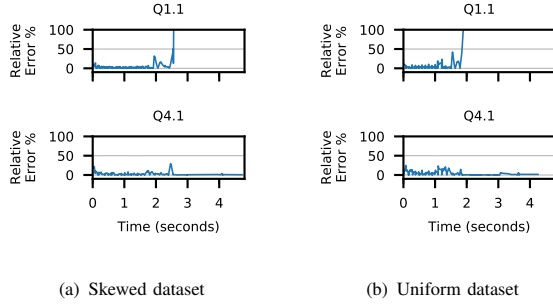 Q1.1
Relative
Error %
100
50
0
Q4.1
Relative
Error %
100
50
0
0 1 2 3 4
Time (seconds)
(a) Skewed dataset
Q1.1
Relative
Error %
100
50
0
Q4.1
Relative
Error %
100
50
0
0 1 2 3 4
Time (seconds)
(b) Uniform dataset